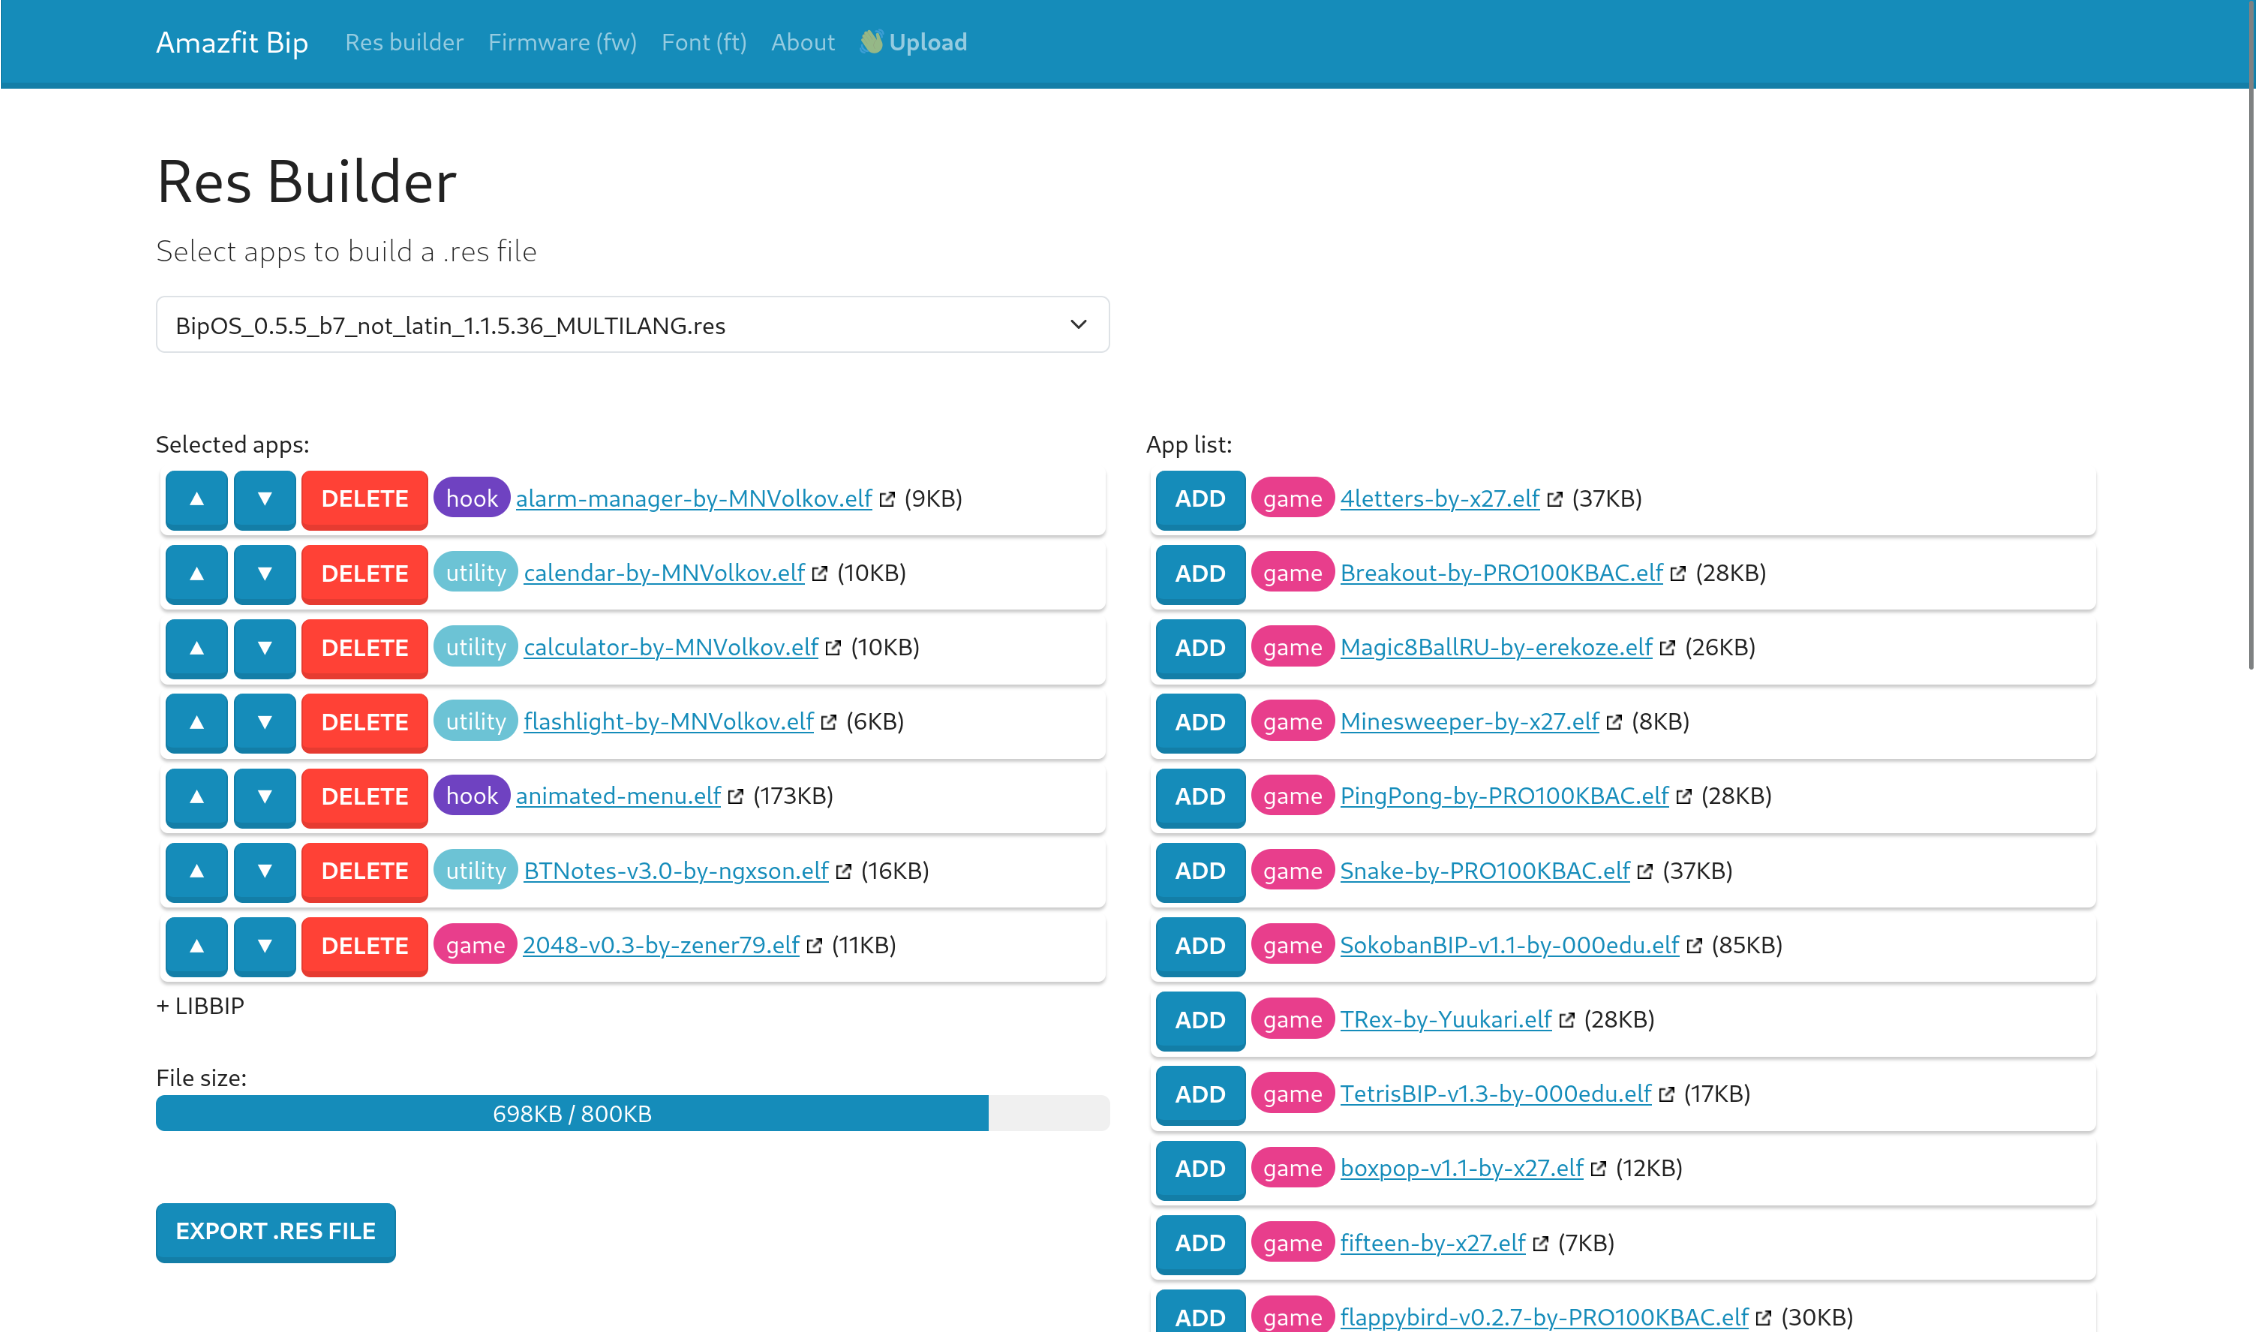 Amazfit Bip Res builder Firmware (fw) Font (ft) About 👋 Upload
Res Builder
Select apps to build a .res file
BipOS_0.5.5_b7_not_latin_1.1.5.36_MULTILANG.res
Selected apps:
▲ ▼ DELETE hook alarm-manager-by-MNVolkov.elf (9KB)
▲ ▼ DELETE utility calendar-by-MNVolkov.elf (10KB)
▲ ▼ DELETE utility calculator-by-MNVolkov.elf (10KB)
▲ ▼ DELETE utility flashlight-by-MNVolkov.elf (6KB)
▲ ▼ DELETE hook animated-menu.elf (173KB)
▲ ▼ DELETE utility BTNotes-v3.0-by-ngxson.elf (16KB)
▲ ▼ DELETE game 2048-v0.3-by-zener79.elf (11KB)
+ LIBBIP
File size:
698KB / 800KB
EXPORT .RES FILE
App list:
ADD game 4letters-by-x27.elf (37KB)
ADD game Breakout-by-PRO100KBAC.elf (28KB)
ADD game Magic8BallRU-by-erekoze.elf (26KB)
ADD game Minesweeper-by-x27.elf (8KB)
ADD game PingPong-by-PRO100KBAC.elf (28KB)
ADD game Snake-by-PRO100KBAC.elf (37KB)
ADD game SokobanBIP-v1.1-by-000edu.elf (85KB)
ADD game TRex-by-Yuukari.elf (28KB)
ADD game TetrisBIP-v1.3-by-000edu.elf (17KB)
ADD game boxpop-v1.1-by-x27.elf (12KB)
ADD game fifteen-by-x27.elf (7KB)
ADD game flappybird-v0.2.7-by-PRO100KBAC.elf (30KB)